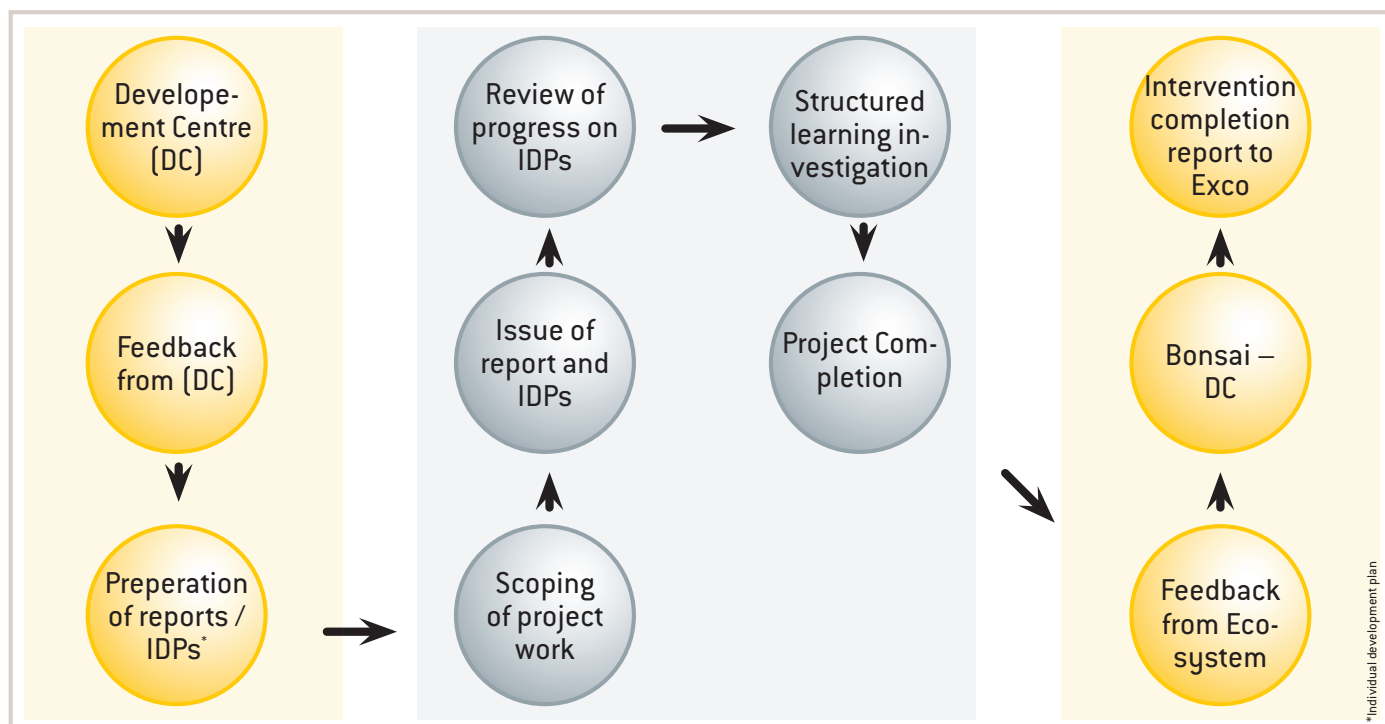 Develope-
ment Centre
(DC)
Feedback
from (DC)
Preperation
of reports /
IDPs*
Scoping
of project
work
Issue of
report and
IDPs
Review of
progress on
IDPs
Structured
learning in-
vestigation
Project Com-
pletion
Feedback
from Eco-
system
Bonsai –
DC
Intervention
completion
report to
Exco
*Individual development plan